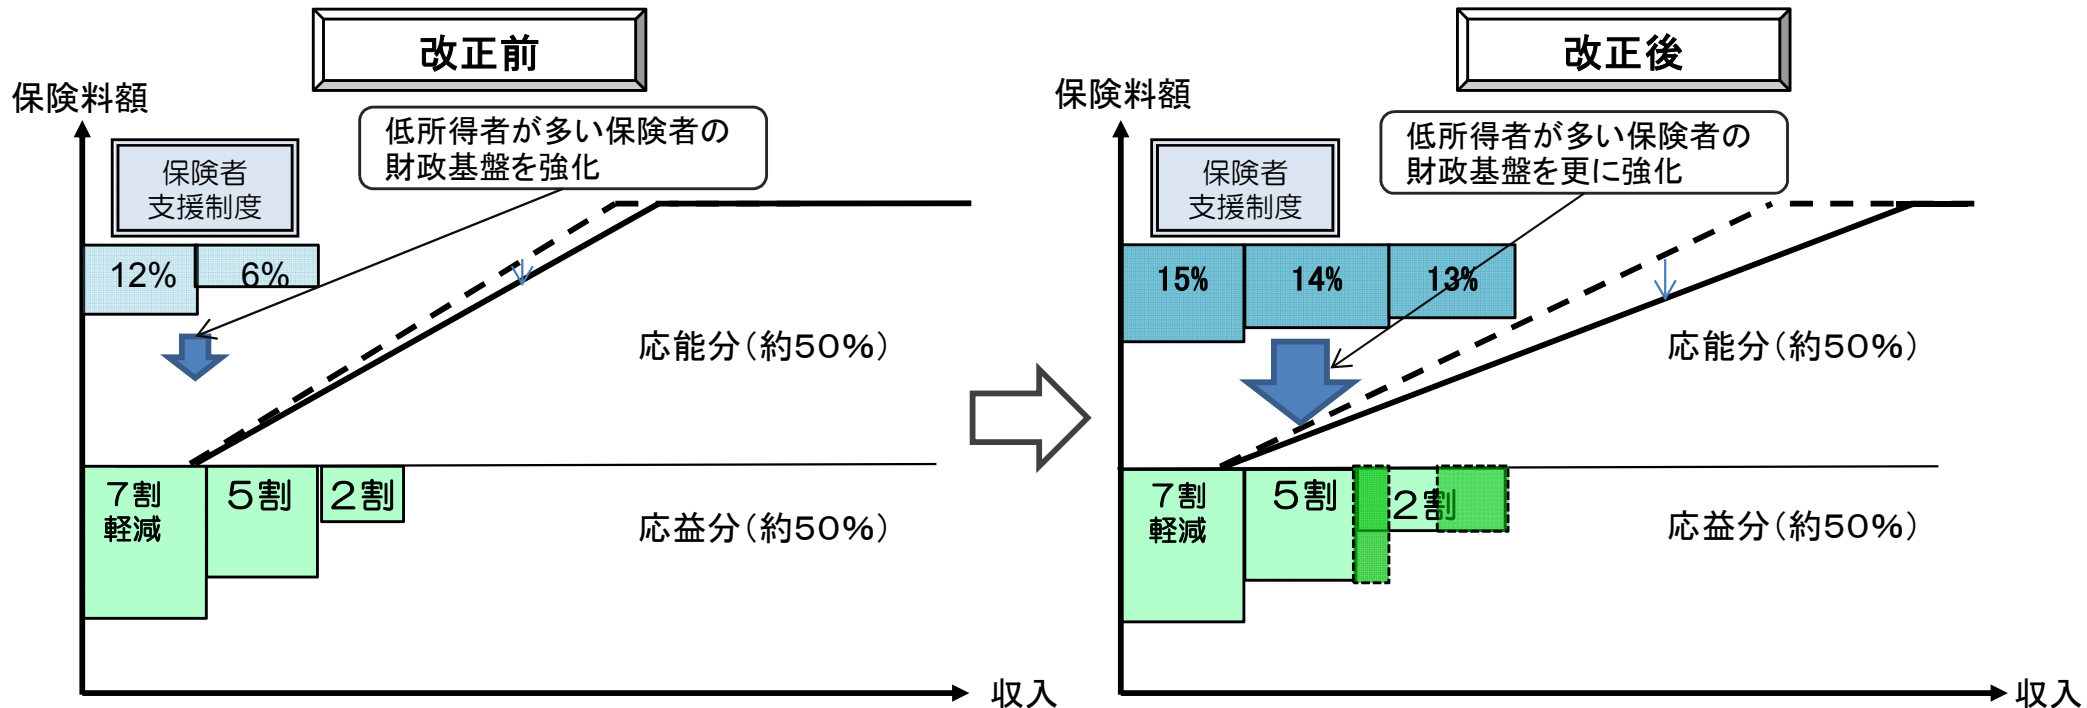 改正前
保険料額
低所得者が多い保険者の
財政基盤を強化
保険者
支援制度
12%
6%
応能分(約50%)
7割
軽減
5割
2割
応益分(約50%)
収入
改正後
保険料額
低所得者が多い保険者の
財政基盤を更に強化
保険者
支援制度
15%
14%
13%
応能分(約50%)
7割
軽減
5割
2割
応益分(約50%)
収入